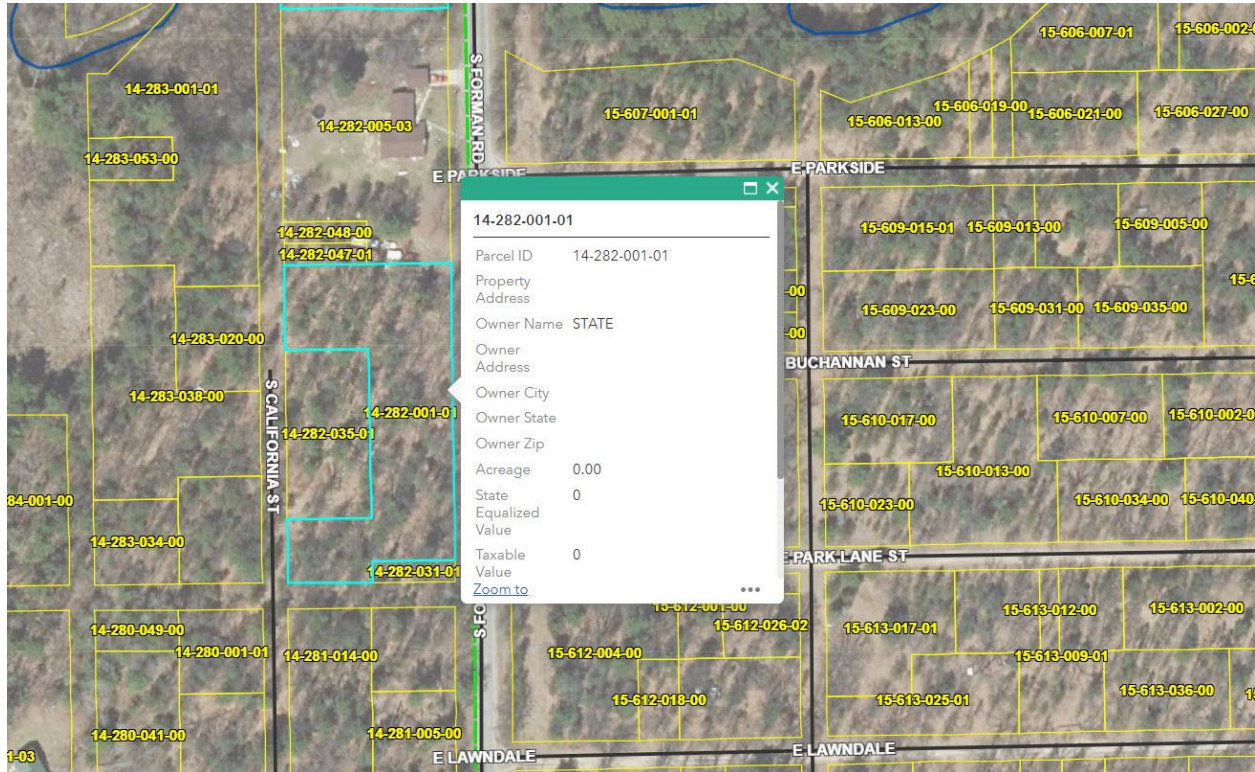 15-606-007-01
15-606-002-0
14-283-001-01
S FORMAN RD
15-607-001-01
15-606-019-00
15-606-013-00
15-606-021-00
15-606-027-00
14-282-005-03
14-283-053-00
E PARKSIDE
E PARKSIDE
14-282-048-00
14-282-047-01
14-282-001-01
Parcel ID 14-282-001-01
Property
Address
Owner Name STATE
Owner
Address
Owner City
Owner State
Owner Zip
Acreage 0.00
State 0
Equalized
Value
Taxable 0
Value
Zoom to
15-609-015-01
15-609-013-00
15-609-005-00
15-6
-00
15-609-023-00
15-609-031-00
15-609-035-00
-00
14-283-020-00
BUCHANNAN ST
14-283-038-00
S CALIFORNIA ST
14-282-001-01
14-282-035-01
15-610-017-00
15-610-007-00
15-610-002-0
15-610-013-00
84-001-00
15-610-023-00
15-610-034-00
15-610-040-
14-283-034-00
E PARK LANE ST
14-282-031-01
S FO
15-612-001-00
15-612-026-02
15-613-012-00
15-613-002-00
14-280-049-00
15-613-017-01
14-280-001-01
14-281-014-00
15-612-004-00
15-613-009-01
15-612-018-00
15-613-025-01
15-613-036-00
14-280-041-00
14-281-005-00
1-03
E LAWNDALE
E LAWNDALE